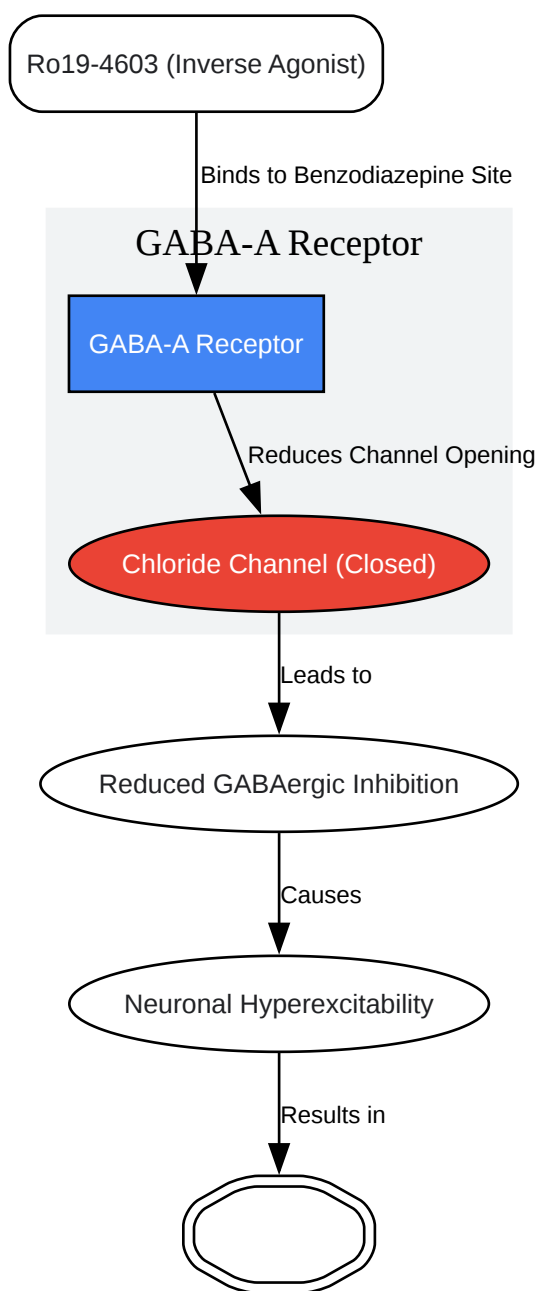 Ro19-4603 (Inverse Agonist)
Binds to Benzodiazepine Site
GABA-A Receptor
GABA-A Receptor
Reduces Channel Opening
Chloride Channel (Closed)
Leads to
Reduced GABAergic Inhibition
Causes
Neuronal Hyperexcitability
Results in